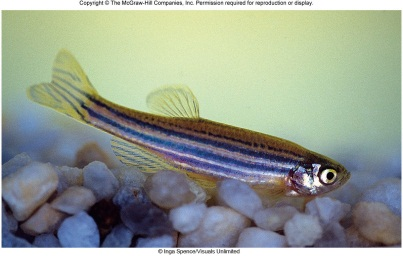 Copyright © The McGraw-Hill Companies, Inc. Permission required for reproduction or display.
© Inga Spence/Visuals Unlimited